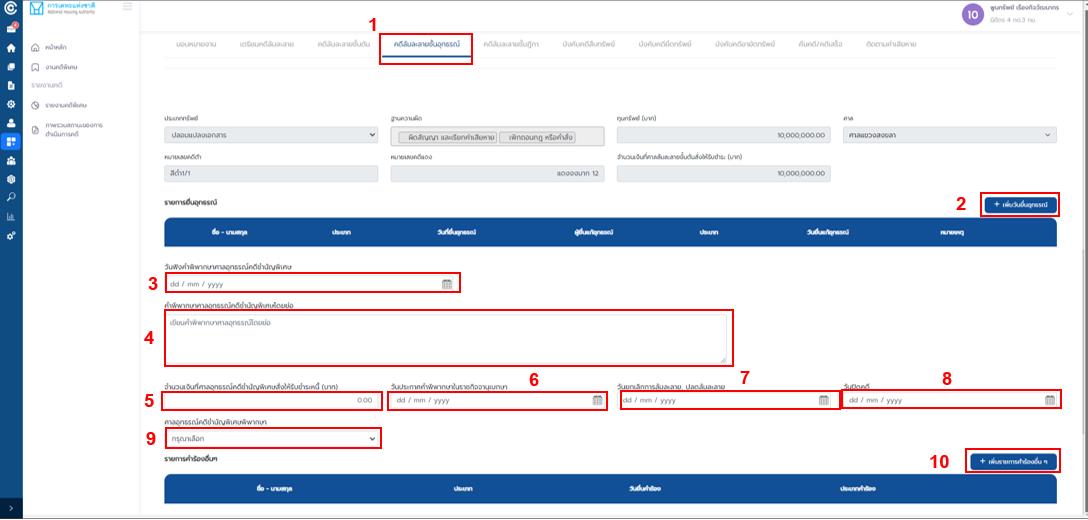 การเคหะแห่งชาติ
National Housing Authority
4
10
พูนทรัพย์ เรืองกิจวัฒนากร
นิติกร 4 กด.3 กม.
หน้าหลัก
งานคดีพิเศษ
รายงานคดี
รายงานคดีพิเศษ
ภาพรวมสถานะของการ
ดำเนินการคดี
1
มอบหมายงาน
เตรียมคดีล้มละลาย
คดีล้มละลายชั้นต้น
คดีล้มละลายชั้นอุทธรณ์
คดีล้มละลายชั้นฎีกา
บังคับคดีสืบทรัพย์
บังคับคดียึดทรัพย์
บังคับคดีอายัดทรัพย์
คืนคดี/คดีเสร็จ
ติดตามค่าเสียหาย
ประเภททรัพย์
ฐานความผิด
ทุนทรัพย์ (บาท)
ศาล
ปลอมแปลงเอกสาร
ผิดสัญญา และเรียกค่าเสียหาย
เพิกถอนกฎ หรือคำสั่ง
10,000,000.00
ศาลแขวงสงขลา
หมายเลขคดีดำ
หมายเลขคดีแดง
จำนวนเงินที่ศาลล้มละลายชั้นต้นสั่งให้รับชำระ (บาท)
สีดำ1/1
แดงงงมาก 12
10,000,000.00
รายการยื่นอุทธรณ์
2
+ เพิ่มวันยื่นอุทธรณ์
ชื่อ - นามสกุล
ประเภท
วันที่ยื่นอุทธรณ์
ผู้ยื่นแก้อุทธรณ์
ประเภท
วันยื่นแก้อุทธรณ์
หมายเหตุ
วันฟังคำพิพากษาศาลอุทธรณ์คดีชำนัญพิเศษ
3
dd / mm / yyyy
คำพิพากษาศาลอุทธรณ์คดีชำนัญพิเศษโดยย่อ
4
เขียนคำพิพากษาศาลอุทธรณ์โดยย่อ
จำนวนเงินที่ศาลอุทธรณ์คดีชำนัญพิเศษสั่งให้รับชำระหนี้ (บาท)
วันประกาศคำพิพากษาในราชกิจจานุเบกษา
6
วันยกเลิกการล้มละลาย, ปลดล้มละลาย
7
วันปิดคดี
8
5
0.00
dd / mm / yyyy
dd / mm / yyyy
dd / mm / yyyy
ศาลอุทธรณ์คดีชำนัญพิเศษพิพากษา
9
กรุณาเลือก
รายการคำร้องอื่นๆ
10
+ เพิ่มรายการคำร้องอื่น ๆ
ชื่อ - นามสกุล
ประเภท
วันยื่นคำร้อง
ประเภทคำร้อง